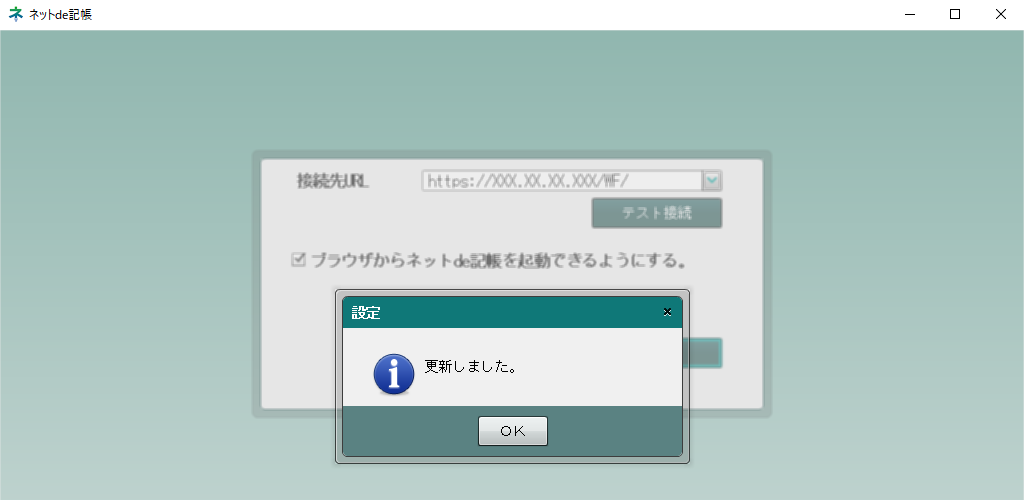 ネットde記帳
接続先URL
https://XXX.XX.XX.XXX/WF/
テスト接続
ブラウザからネットde記帳を起動できるようにする。
設定
更新しました。
OK